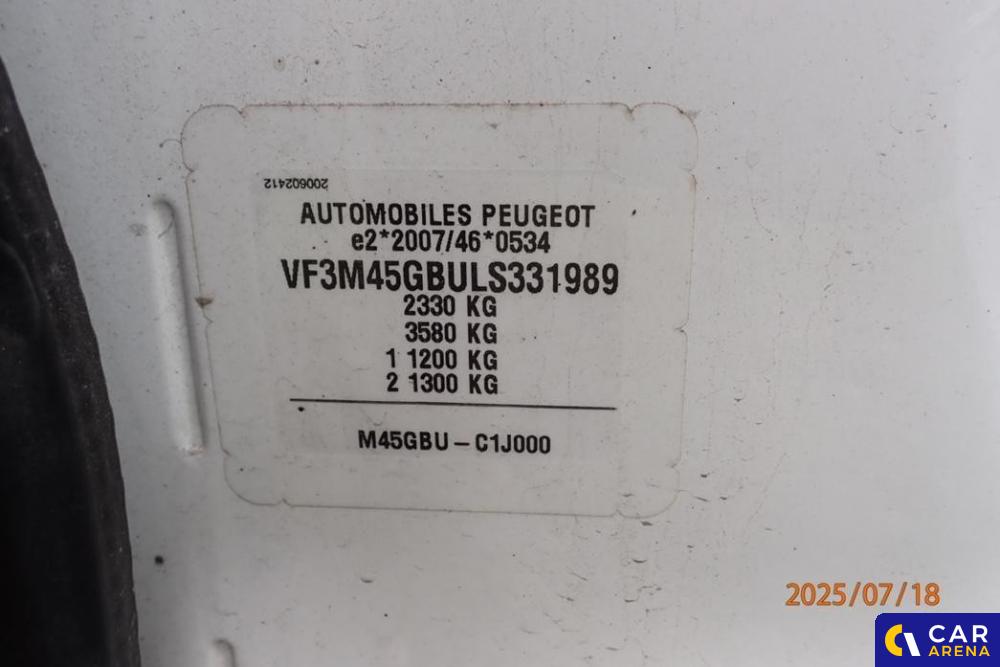 200602412
AUTOMOBILES PEUGEOT
e2*2007/46*0534
VF3M45GBULS331989
2330 KG
3580 KG
1 1200 KG
2 1300 KG
M45GBU – C1J000
2025/07/18
CAR
ARENA